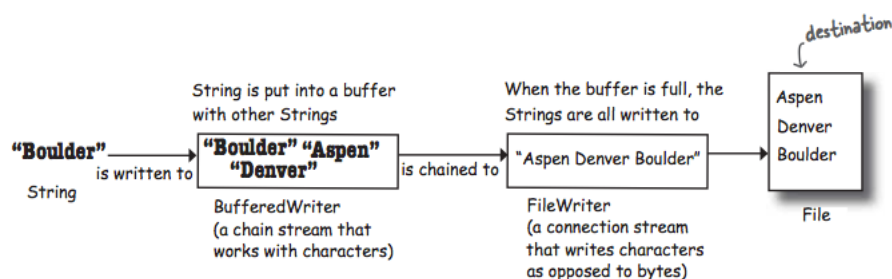 destination
String is put into a buffer
with other Strings
When the buffer is full, the
Strings are all written to
Aspen
Denver
Boulder
"Boulder"
is written to
String
"Boulder" "Aspen"
"Denver"
is chained to
"Aspen Denver Boulder"
BufferedWriter
(a chain stream that
works with characters)
FileWriter
(a connection stream
that writes characters
as opposed to bytes)
File